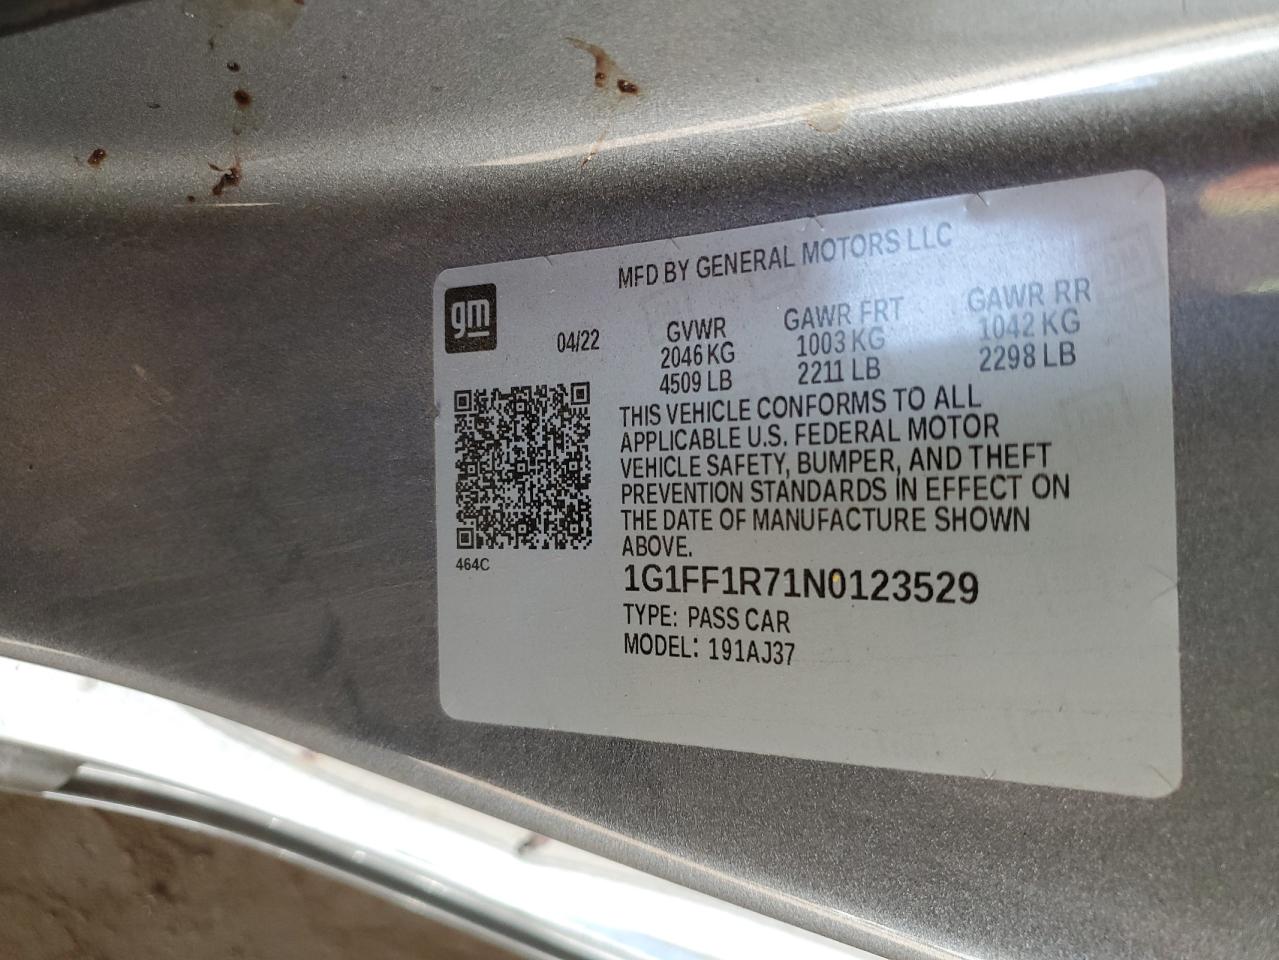 MFD BY GENERAL MOTORS LLC
gm
04/22
GVWR GAWR FRT GAWR RR
2046 KG 1003 KG 1042 KG
4509 LB 2211 LB 2298 LB
THIS VEHICLE CONFORMS TO ALL
APPLICABLE U.S. FEDERAL MOTOR
VEHICLE SAFETY, BUMPER, AND THEFT
PREVENTION STANDARDS IN EFFECT ON
THE DATE OF MANUFACTURE SHOWN
ABOVE.
464C
1G1FF1R71N0123529
TYPE: PASS CAR
MODEL: 191AJ37